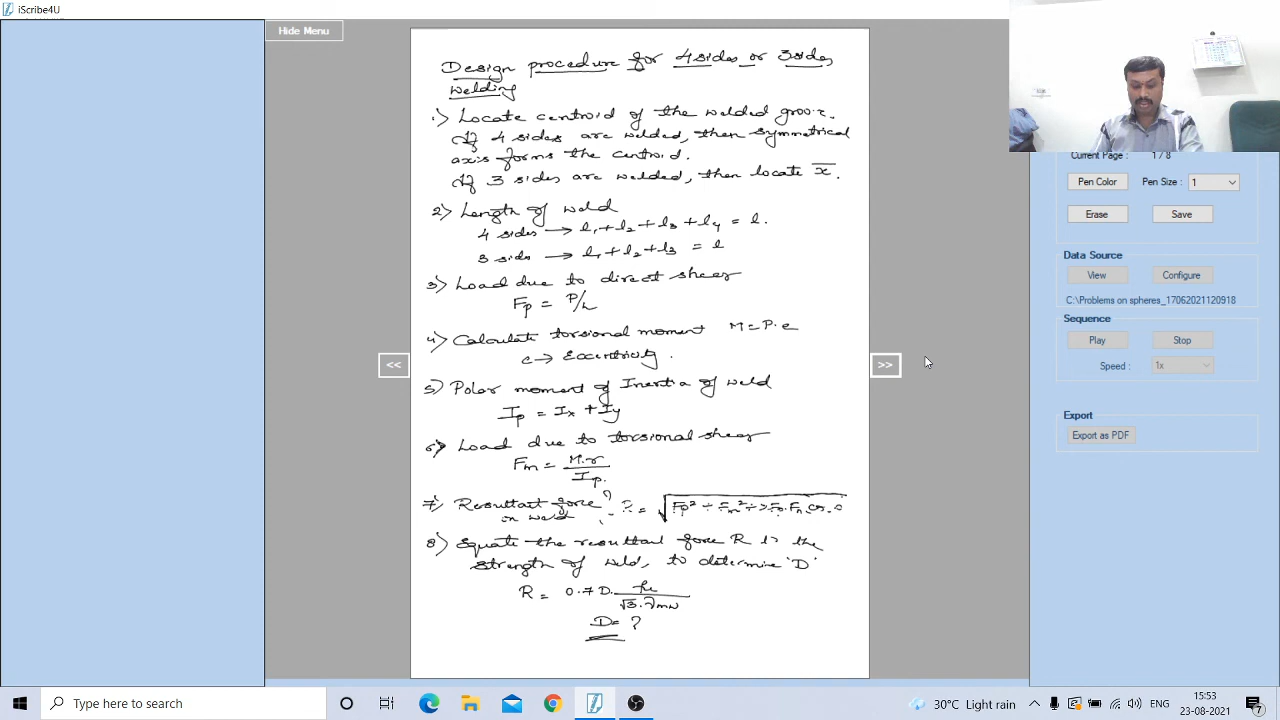 iScribe4U
Hide Menu
Design procedure for 4 sides or 3 sides
welding
1) Locate centroid of the welded
If 4 sides are welded, then symmetrical
axis forms the centroid.
If 3 sides are welded, then locate x̄.
2) Length of weld
4 sides → l₁+l₂+l₃+l₄ = l.
3 side → l₁+l₂+l₃ = l
3) Load due to direct shear
Fp = P/L
4) Calculate torsional moment M = P.e
e → Eccentricity.
5) Polar moment of Inertia of weld
Ip = Ix + Iy
6) Load due to torsional shear
Fm = M.r/Ip.
7) Resultant force
on weld
8) Equate the resultant force R to the
strength of weld, to determine 'D'
R = 0.7 D.
D = ?
<<
>>
Current Page : 1 / 8
Pen Color Pen Size : 1
Erase Save
Data Source
View Configure
C:\Problems on spheres_17062021120918
Sequence
Play Stop
Speed : 1x
Export
Export as PDF
Type here to search
30°C Light rain
ENG
15:53
23-08-2021
7